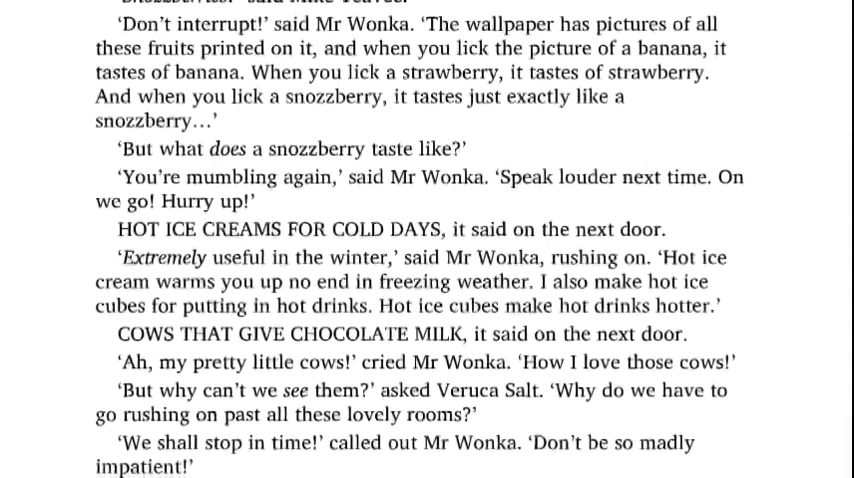 ‘Don’t interrupt!’ said Mr Wonka. ‘The wallpaper has pictures of all
these fruits printed on it, and when you lick the picture of a banana, it
tastes of banana. When you lick a strawberry, it tastes of strawberry.
And when you lick a snozzberry, it tastes just exactly like a
snozzberry…’
‘But what does a snozzberry taste like?’
‘You’re mumbling again,’ said Mr Wonka. ‘Speak louder next time. On
we go! Hurry up!’
HOT ICE CREAMS FOR COLD DAYS, it said on the next door.
‘Extremely useful in the winter,’ said Mr Wonka, rushing on. ‘Hot ice
cream warms you up no end in freezing weather. I also make hot ice
cubes for putting in hot drinks. Hot ice cubes make hot drinks hotter.’
COWS THAT GIVE CHOCOLATE MILK, it said on the next door.
‘Ah, my pretty little cows!’ cried Mr Wonka. ‘How I love those cows!’
‘But why can’t we see them?’ asked Veruca Salt. ‘Why do we have to
go rushing on past all these lovely rooms?’
‘We shall stop in time!’ called out Mr Wonka. ‘Don’t be so madly
impatient!’